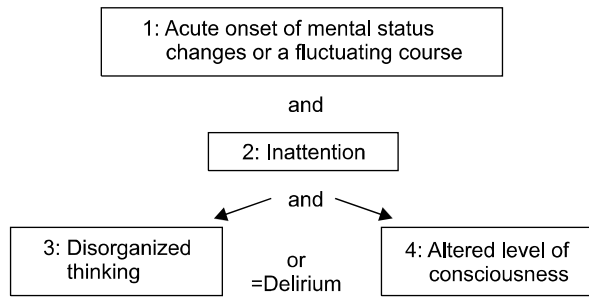 1: Acute onset of mental status
changes or a fluctuating course
and
2: Inattention
and
3: Disorganized
thinking
or
=Delirium
4: Altered level of
consciousness